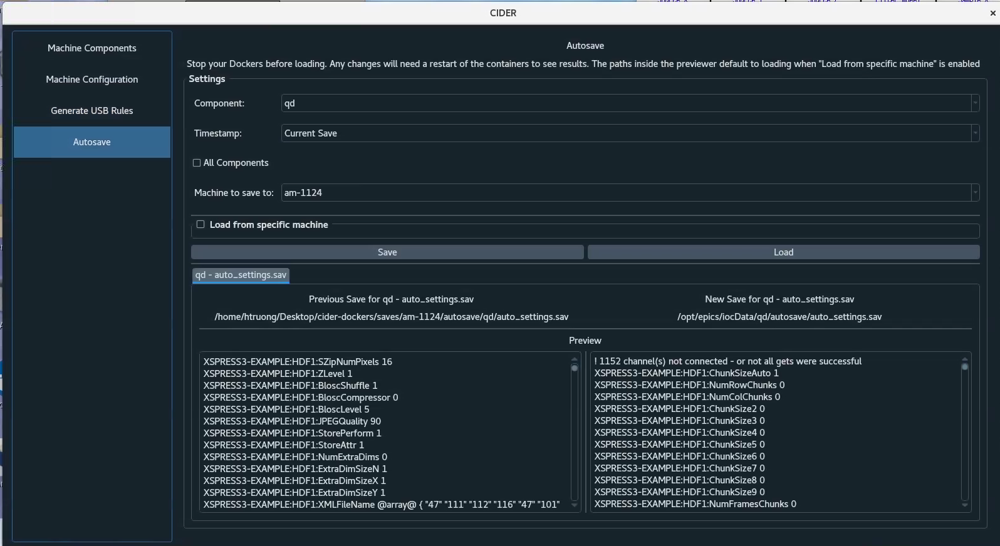 CIDER
Machine Components
Machine Configuration
Generate USB Rules
Autosave
Autosave
Stop your Dockers before loading. Any changes will need a restart of the containers to see results. The paths inside the previewer default to loading when "Load from specific machine" is enabled
Settings
Component: qd
Timestamp: Current Save
All Components
Machine to save to: am-1124
Load from specific machine
Save Load
qd - auto_settings.sav
Previous Save for qd - auto_settings.sav
/home/htruong/Desktop/cider-dockers/saves/am-1124/autosave/qd/auto_settings.sav
New Save for qd - auto_settings.sav
/opt/epics/iocData/qd/autosave/auto_settings.sav
Preview
XSPRESS3-EXAMPLE:HDF1:SZipNumPixels 16
XSPRESS3-EXAMPLE:HDF1:ZLevel 1
XSPRESS3-EXAMPLE:HDF1:BloscShuffle 1
XSPRESS3-EXAMPLE:HDF1:BloscCompressor 0
XSPRESS3-EXAMPLE:HDF1:BloscLevel 5
XSPRESS3-EXAMPLE:HDF1:JPEGQuality 90
XSPRESS3-EXAMPLE:HDF1:StorePerform 1
XSPRESS3-EXAMPLE:HDF1:StoreAttr 1
XSPRESS3-EXAMPLE:HDF1:NumExtraDims 0
XSPRESS3-EXAMPLE:HDF1:ExtraDimSizeN 1
XSPRESS3-EXAMPLE:HDF1:ExtraDimSizeX 1
XSPRESS3-EXAMPLE:HDF1:ExtraDimSizeY 1
XSPRESS3-EXAMPLE:HDF1:XMLFileName @array@ { "47" "111" "112" "116" "47" "101"
! 1152 channel(s) not connected - or not all gets were successful
XSPRESS3-EXAMPLE:HDF1:ChunkSizeAuto 1
XSPRESS3-EXAMPLE:HDF1:NumRowChunks 0
XSPRESS3-EXAMPLE:HDF1:NumColChunks 0
XSPRESS3-EXAMPLE:HDF1:ChunkSize2 0
XSPRESS3-EXAMPLE:HDF1:ChunkSize3 0
XSPRESS3-EXAMPLE:HDF1:ChunkSize4 0
XSPRESS3-EXAMPLE:HDF1:ChunkSize5 0
XSPRESS3-EXAMPLE:HDF1:ChunkSize6 0
XSPRESS3-EXAMPLE:HDF1:ChunkSize7 0
XSPRESS3-EXAMPLE:HDF1:ChunkSize8 0
XSPRESS3-EXAMPLE:HDF1:ChunkSize9 0
XSPRESS3-EXAMPLE:HDF1:NumFramesChunks 0